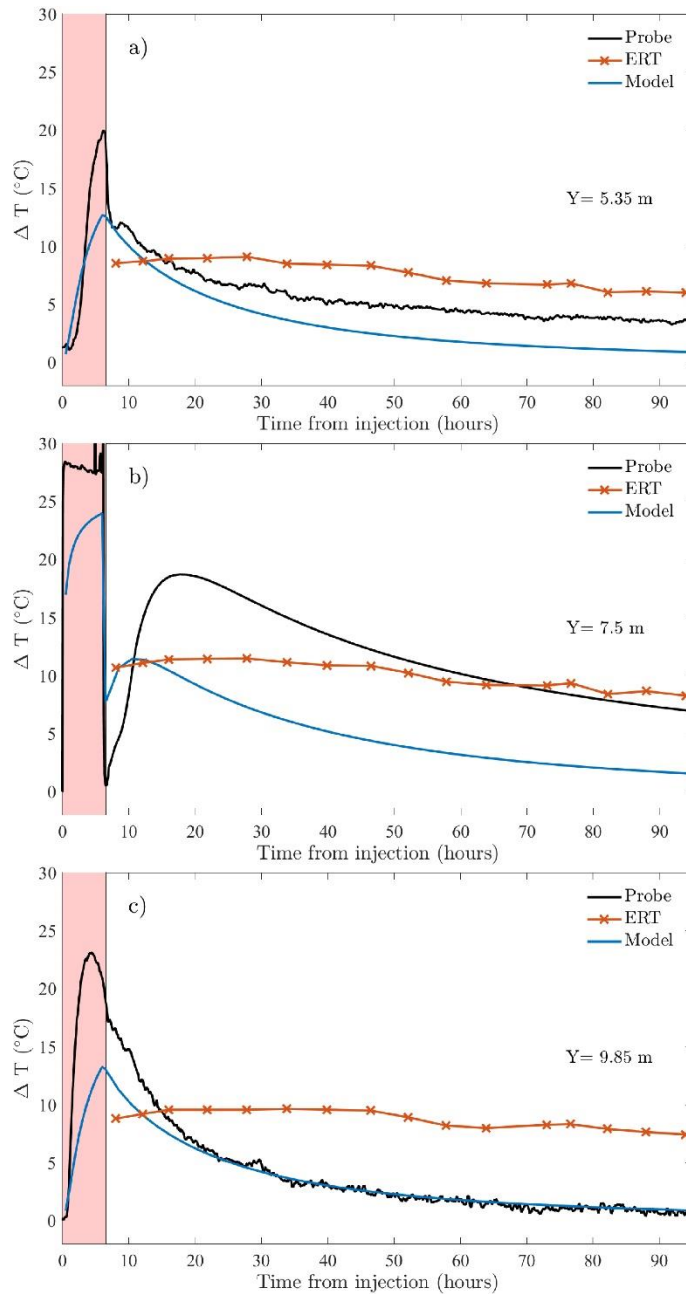 30
25
20
15
10
5
0
Δ T (°C)
a)
Probe
ERT
Model
Y= 5.35 m
0 10 20 30 40 50 60 70 80 90
Time from injection (hours)
30
25
20
15
10
5
0
Δ T (°C)
b)
Probe
ERT
Model
Y= 7.5 m
0 10 20 30 40 50 60 70 80 90
Time from injection (hours)
30
25
20
15
10
5
0
Δ T (°C)
c)
Probe
ERT
Model
Y= 9.85 m
0 10 20 30 40 50 60 70 80 90
Time from injection (hours)